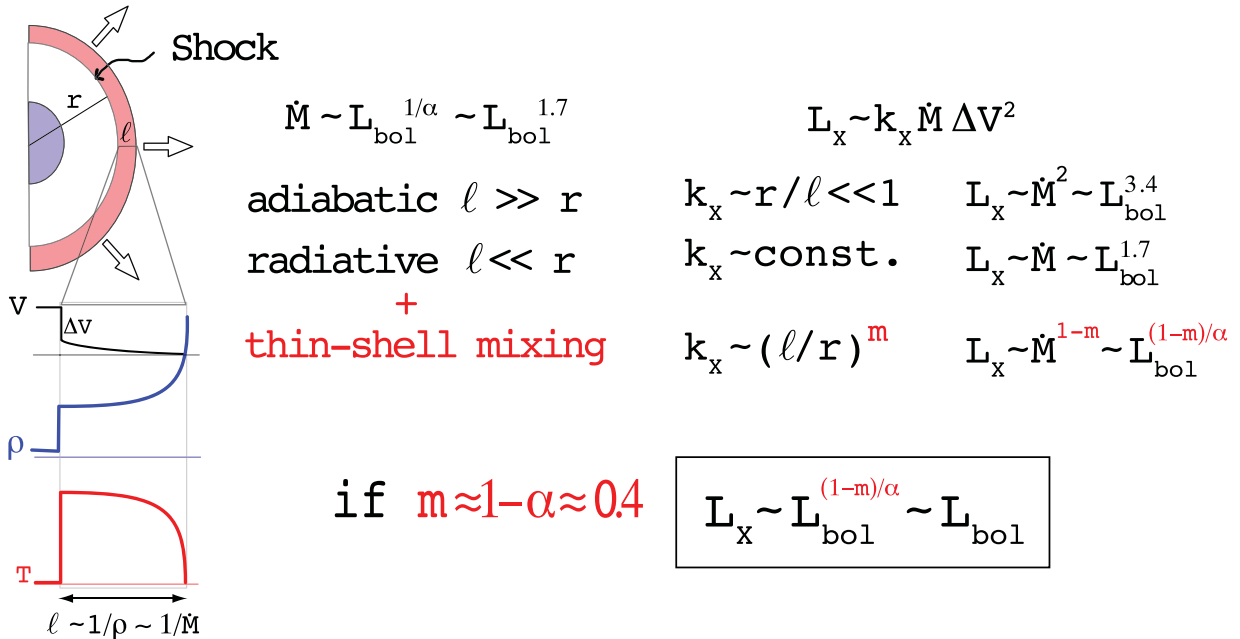 Shock
r
ℓ
Ṁ ~ L_bol^{1/α} ~ L_bol^{1.7}
L_x ~ k_x Ṁ ΔV²
adiabatic ℓ >> r
k_x ~ r/ℓ <<1
L_x ~ Ṁ² ~ L_bol^{3.4}
radiative ℓ << r
k_x ~ const.
L_x ~ Ṁ ~ L_bol^{1.7}
+
thin-shell mixing
k_x ~ (ℓ/r)^m
L_x ~ Ṁ^{1-m} ~ L_bol^{(1-m)/α}
V
ΔV
ρ
if m≈1−α≈0.4
L_x ~ L_bol^{(1-m)/α} ~ L_bol
T
ℓ ~1/ρ ~ 1/Ṁ